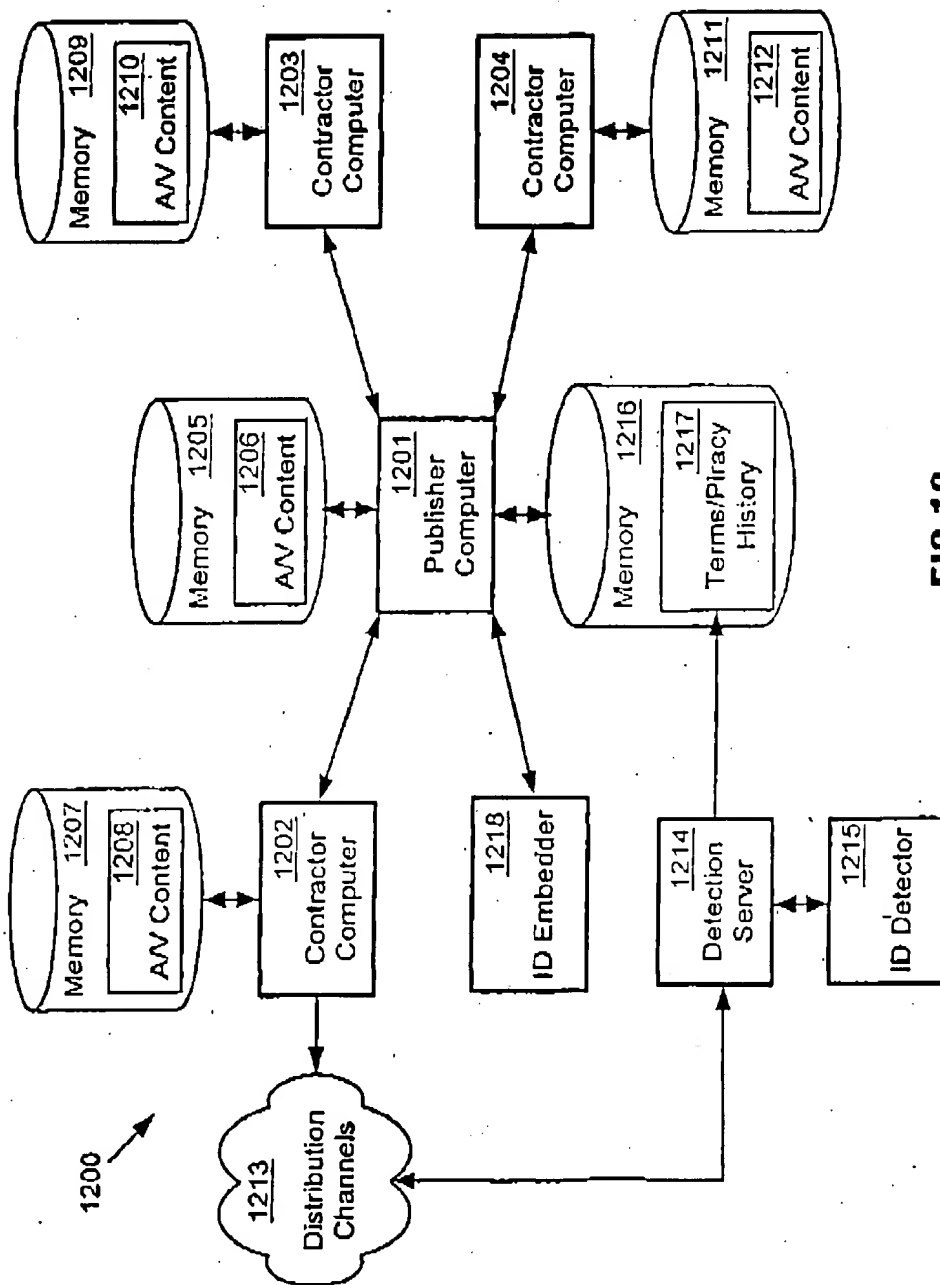 Memory 1207
1208
A/V Content
Memory 1205
1206
A/V Content
Memory 1209
1210
A/V Content
1200
1202
Contractor
Computer
1203
Contractor
Computer
1213
Distribution
Channels
1201
Publisher
Computer
1218
ID Embedder
1204
Contractor
Computer
Memory 1216
1217
Terms/Piracy
History
1214
Detection
Server
Memory 1211
1212
A/V Content
1215
ID Detector